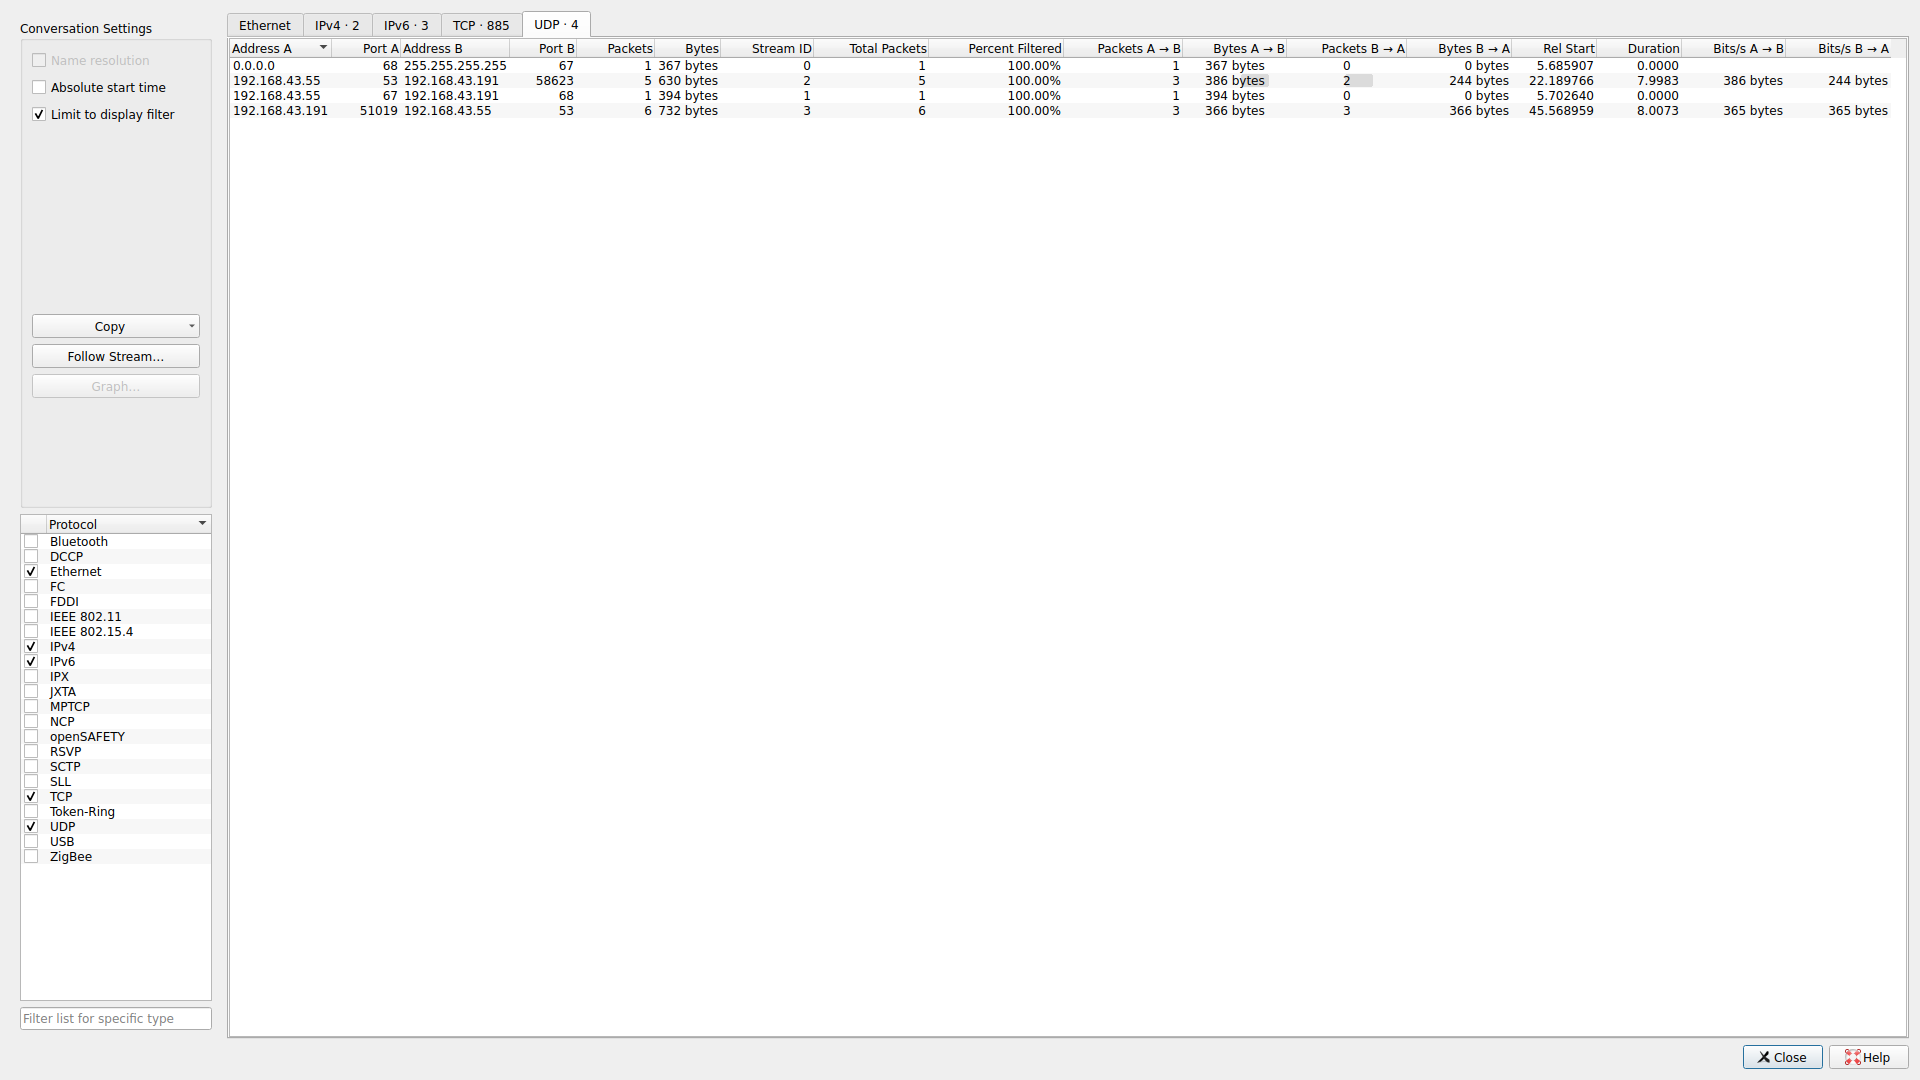 Conversation Settings
Name resolution
Absolute start time
Limit to display filter
Copy
Follow Stream...
Graph...
Protocol
Bluetooth
DCCP
Ethernet
FC
FDDI
IEEE 802.11
IEEE 802.15.4
IPv4
IPv6
IPX
JXTA
MPTCP
NCP
openSAFETY
RSVP
SCTP
SLL
TCP
Token-Ring
UDP
USB
ZigBee
Filter list for specific type
Ethernet IPv4 · 2 IPv6 · 3 TCP · 885 UDP · 4
Address A Port A Address B Port B Packets Bytes Stream ID Total Packets Percent Filtered Packets A → B Bytes A → B Packets B → A Bytes B → A Rel Start Duration Bits/s A → B Bits/s B → A
0.0.0.0 68 255.255.255.255 67 1 367 bytes 0 1 100.00% 1 367 bytes 0 0 bytes 5.685907 0.0000
192.168.43.55 53 192.168.43.191 58623 5 630 bytes 2 5 100.00% 3 386 bytes 2 244 bytes 22.189766 7.9983 386 bytes 244 bytes
192.168.43.55 67 192.168.43.191 68 1 394 bytes 1 1 100.00% 1 394 bytes 0 0 bytes 5.702640 0.0000
192.168.43.191 51019 192.168.43.55 53 6 732 bytes 3 6 100.00% 3 366 bytes 3 366 bytes 45.568959 8.0073 365 bytes 365 bytes
Close Help